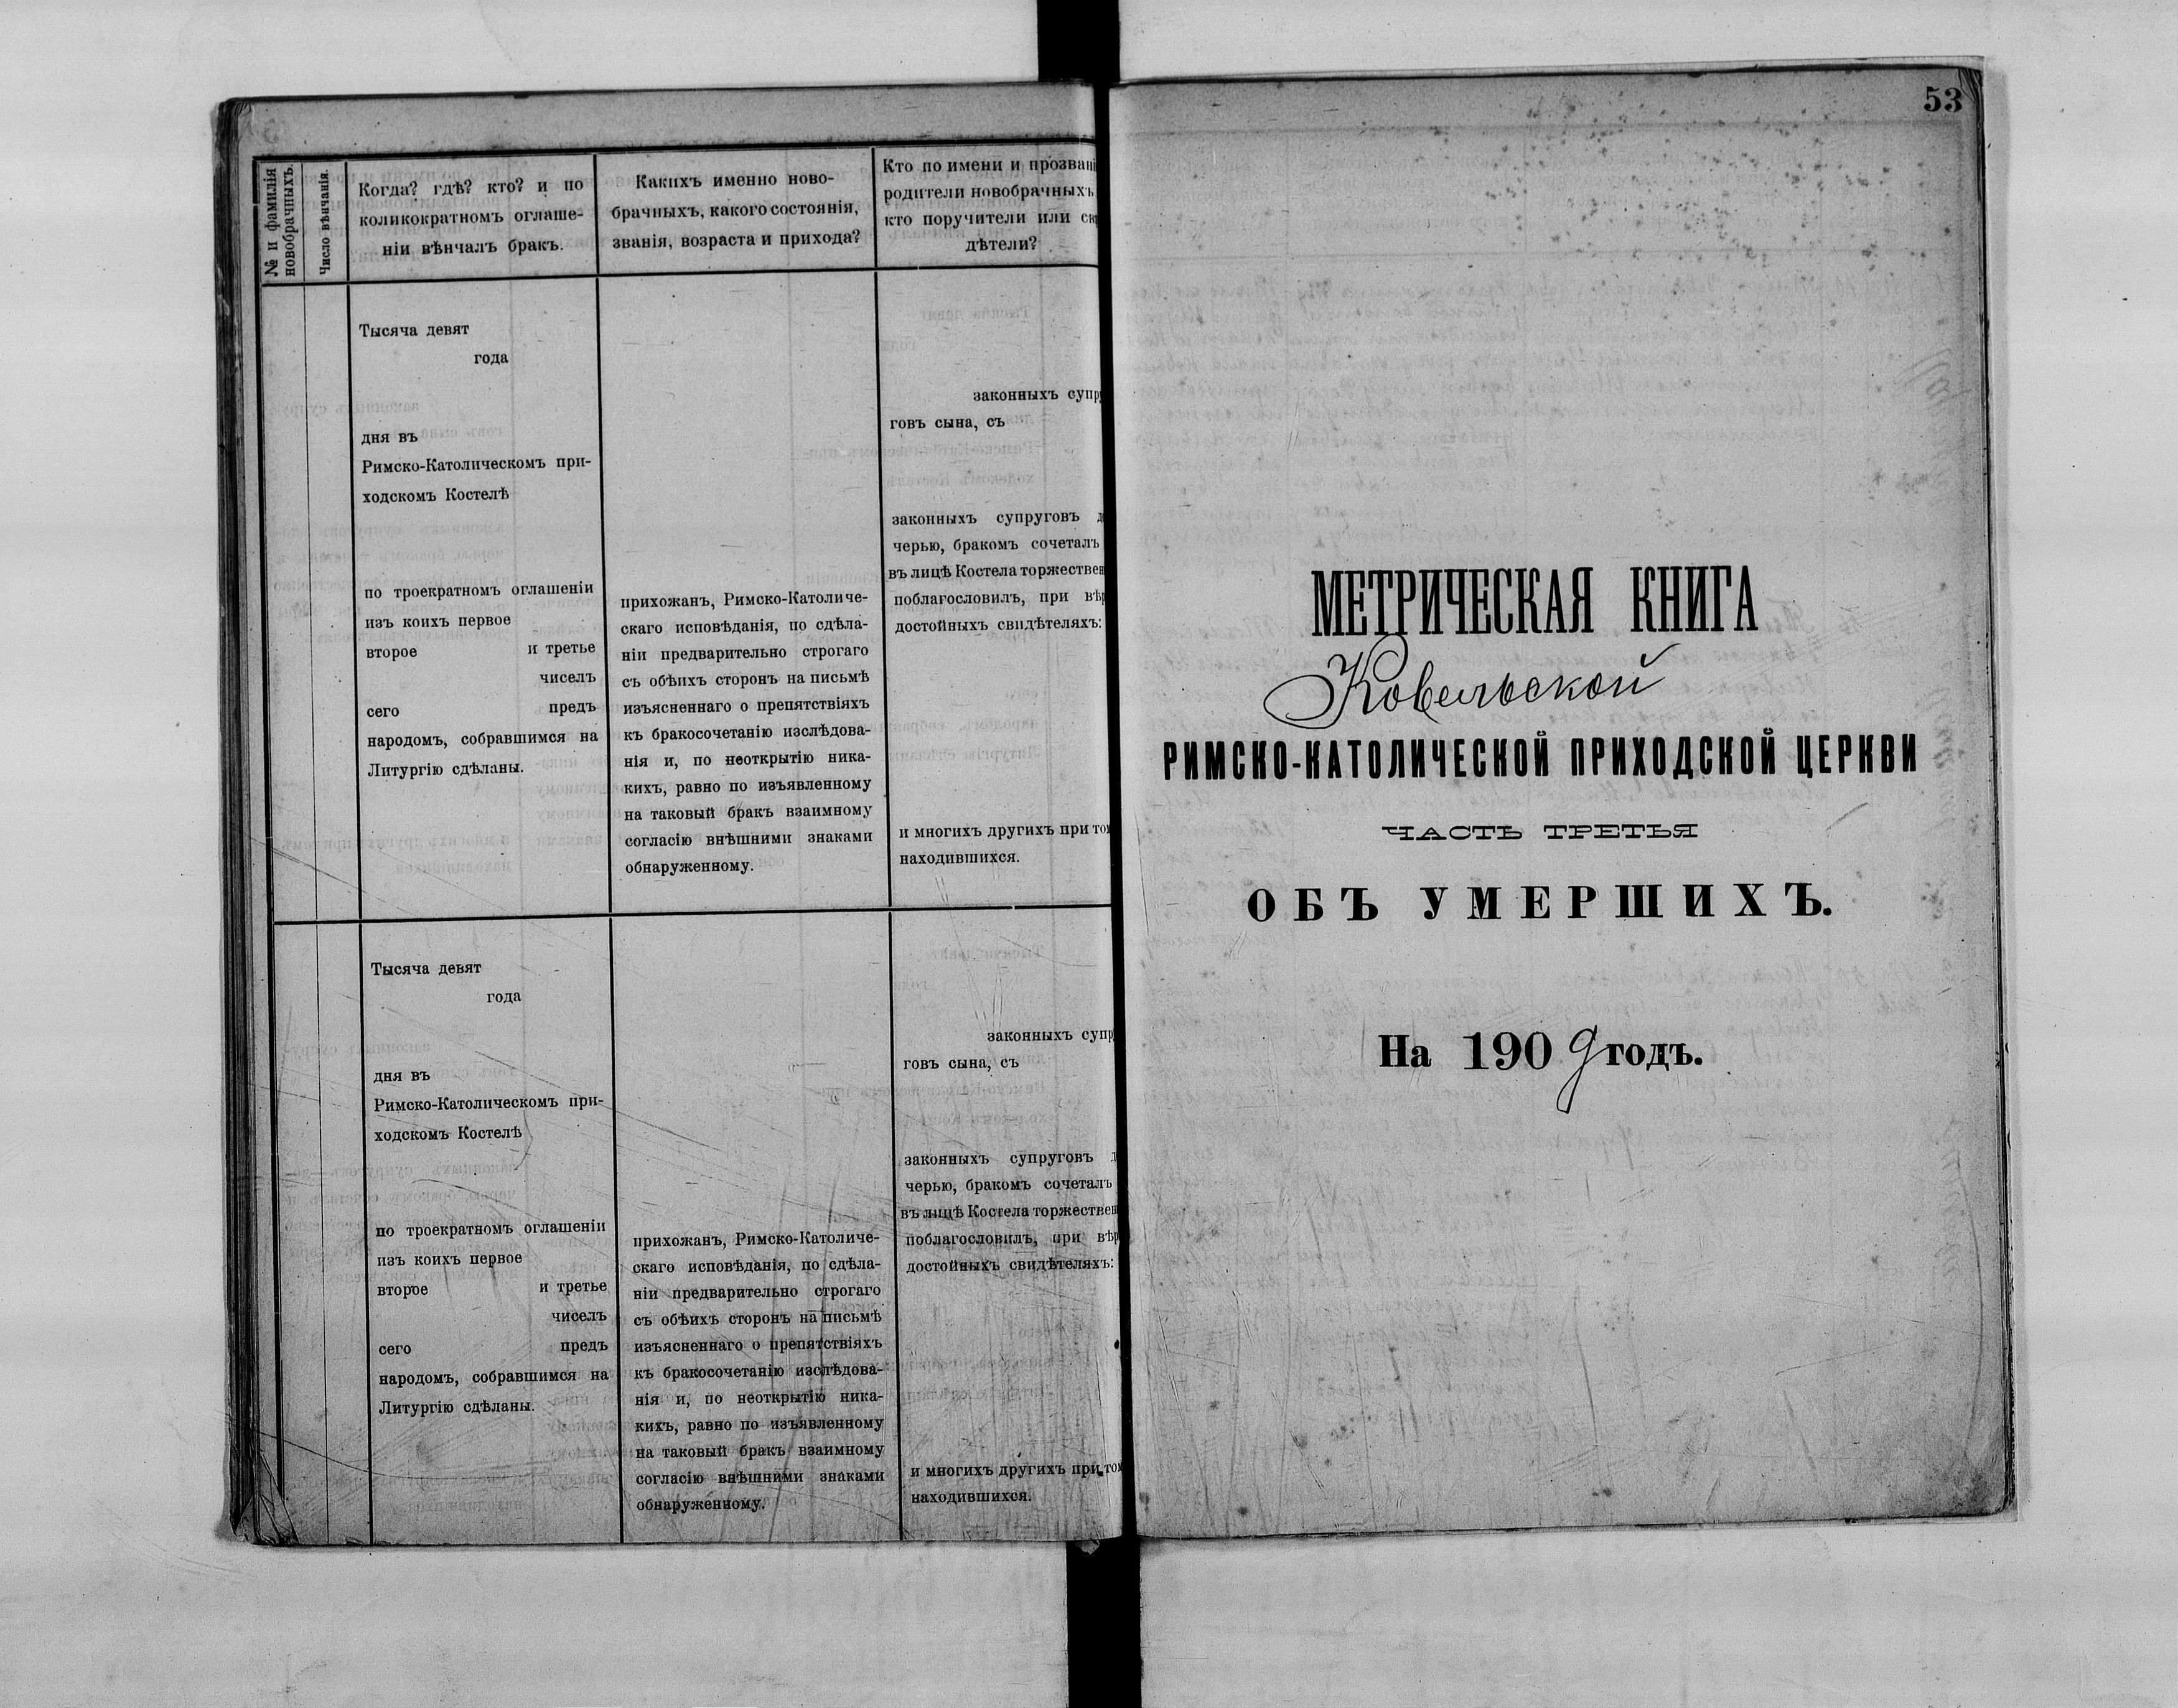 № и фамилія
новобрачныхъ.
Число вѣнчанія.
Когда? гдѣ? кто? и по
коликократномъ оглаше-
ніи вѣнчалъ бракъ.
Какихъ именно ново-
брачныхъ, какого состоянія,
званія, возраста и прихода?
Кто по имени и прозвані
родители новобрачныхъ
кто поручители или св
дѣтели?
Тысяча девят
года
дня въ
Римско-Католическомъ при-
ходскомъ Костелѣ
по троекратномъ оглашеніи
изъ коихъ первое
второе и третье
чиселъ
сего предъ
народомъ, собравшимся на
Литургію сдѣланы.
прихожанъ, Римско-Католиче-
скаго исповѣданія, по сдѣла-
ніи предварительно строгаго
съ обѣихъ сторонъ на письмѣ
изъясненнаго о препятствіяхъ
къ бракосочетанію изслѣдова-
нія и, по неоткрытію ника-
кихъ, равно по изъявленному
на таковый бракъ взаимному
согласію внѣшними знаками
обнаруженному.
законныхъ супру
говъ сына, съ
законныхъ супруговъ д
черью, бракомъ сочеталъ
въ лицѣ Костела торжествен
поблагословилъ, при вѣр
достойныхъ свидѣтеляхъ:
и многихъ другихъ при том
находившихся.
Тысяча девят
года
дня въ
Римско-Католическомъ при-
ходскомъ Костелѣ
по троекратномъ оглашеніи
изъ коихъ первое
второе и третье
чиселъ
сего предъ
народомъ, собравшимся на
Литургію сдѣланы.
прихожанъ, Римско-Католиче-
скаго исповѣданія, по сдѣла-
ніи предварительно строгаго
съ обѣихъ сторонъ на письмѣ
изъясненнаго о препятствіяхъ
къ бракосочетанію изслѣдова-
нія и, по неоткрытію ника-
кихъ, равно по изъявленному
на таковый бракъ взаимному
согласію внѣшними знаками
обнаруженному.
законныхъ супр
говъ сына, съ
законныхъ супруговъ д
черью, бракомъ сочеталъ
въ лицѣ Костела торжествен
поблагословилъ, при вѣр
достойныхъ свидѣтеляхъ:
и многихъ другихъ при том
находившихся.
53
МЕТРИЧЕСКАЯ КНИГА
Ковельской
РИМСКО-КАТОЛИЧЕСКОЙ ПРИХОДСКОЙ ЦЕРКВИ
ЧАСТЬ ТРЕТЬЯ
ОБЪ УМЕРШИХЪ.
На 1909 годъ.